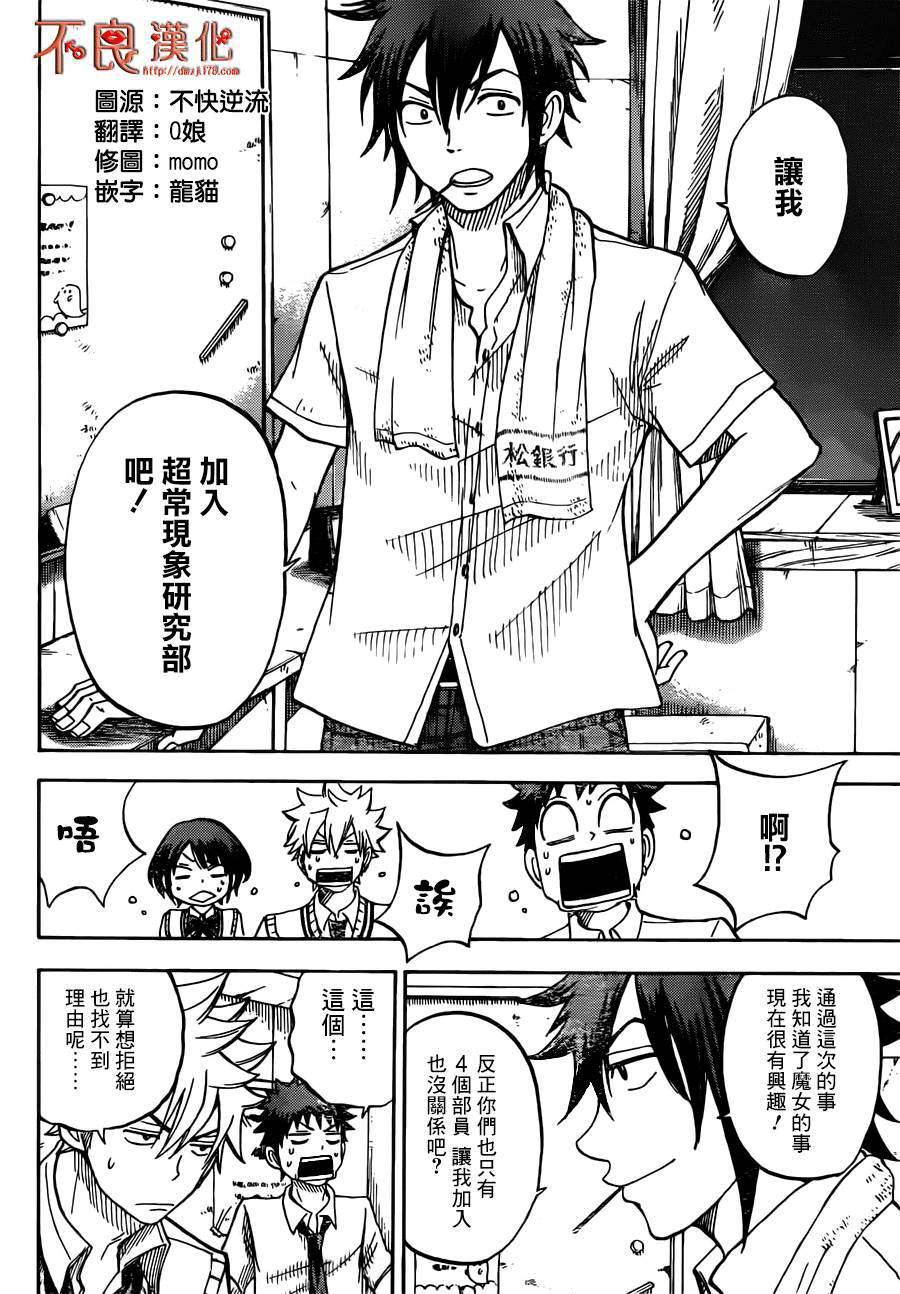 不良漢化
http://dmzji179.com
圖源：不快逆流
翻譯：Q娘
修圖：momo
嵌字：龍貓
讓我
松銀行
加入
超常現象研究部
吧！
啊!?
誒
唔
通過這次的事
我知道了魔女的事
現在很有興趣！
反正你們也只有
4個部員 讓我加入
也沒關係吧？
這……
這個…
就算想拒絕
也找不到
理由呢……